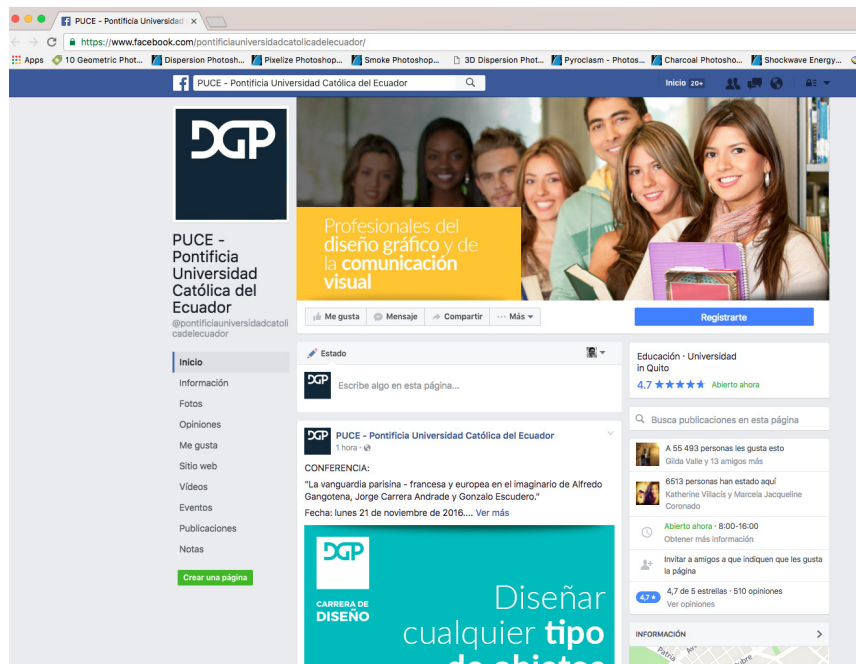 PUCE - Pontificia Universidad
https://www.facebook.com/pontificiauniversidadcatolicadelecuador/
Apps 10 Geometric Phot... Dispersion Photosh... Pixelize Photoshop... Smoke Photoshop... 3D Dispersion Phot... Pyroclasm - Photos... Charcoal Photosho... Shockwave Energy...
PUCE - Pontificia Universidad Católica del Ecuador
Inicio 20+
DGP
Profesionales del
diseño gráfico y de
la comunicación
visual
PUCE -
Pontificia
Universidad
Católica del
Ecuador
@pontificiauniversidadcatoli
cadelecuador
Me gusta Mensaje Compartir Más
Registrarte
Inicio
Información
Fotos
Opiniones
Me gusta
Sitio web
Vídeos
Eventos
Publicaciones
Notas
Crear una página
Estado
DGP
Escribe algo en esta página...
DGP
PUCE - Pontificia Universidad Católica del Ecuador
1 hora ·
CONFERENCIA:
"La vanguardia parisina - francesa y europea en el imaginario de Alfredo
Gangotena, Jorge Carrera Andrade y Gonzalo Escudero."
Fecha: lunes 21 de noviembre de 2016.... Ver más
DGP
CARRERA DE
DISEÑO
Diseñar
cualquier tipo
de objetos
Educación · Universidad
in Quito
4.7 ★★★★★ Abierto ahora
Busca publicaciones en esta página
A 55 493 personas les gusta esto
Gilda Valle y 13 amigos más
6513 personas han estado aquí
Katherine Villacís y Marcela Jacqueline
Coronado
Abierto ahora · 8:00-16:00
Obtener más información
Invitar a amigos a que indiquen que les gusta
la página
4,7 ★
4,7 de 5 estrellas · 510 opiniones
Ver opiniones
INFORMACIÓN
Patria